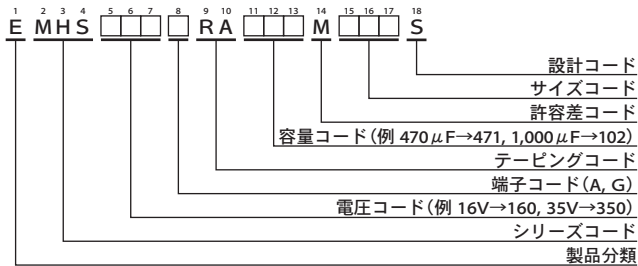 1 2 3 4 5 6 7 8 9 10 11 12 13 14 15 16 17 18
E MHS □□□ □ RA □□□ M □□□ S
設計コード
サイズコード
許容差コード
容量コード(例 470μF→471, 1,000μF→102)
テーピングコード
端子コード(A, G)
電圧コード(例 16V→160, 35V→350)
シリーズコード
製品分類